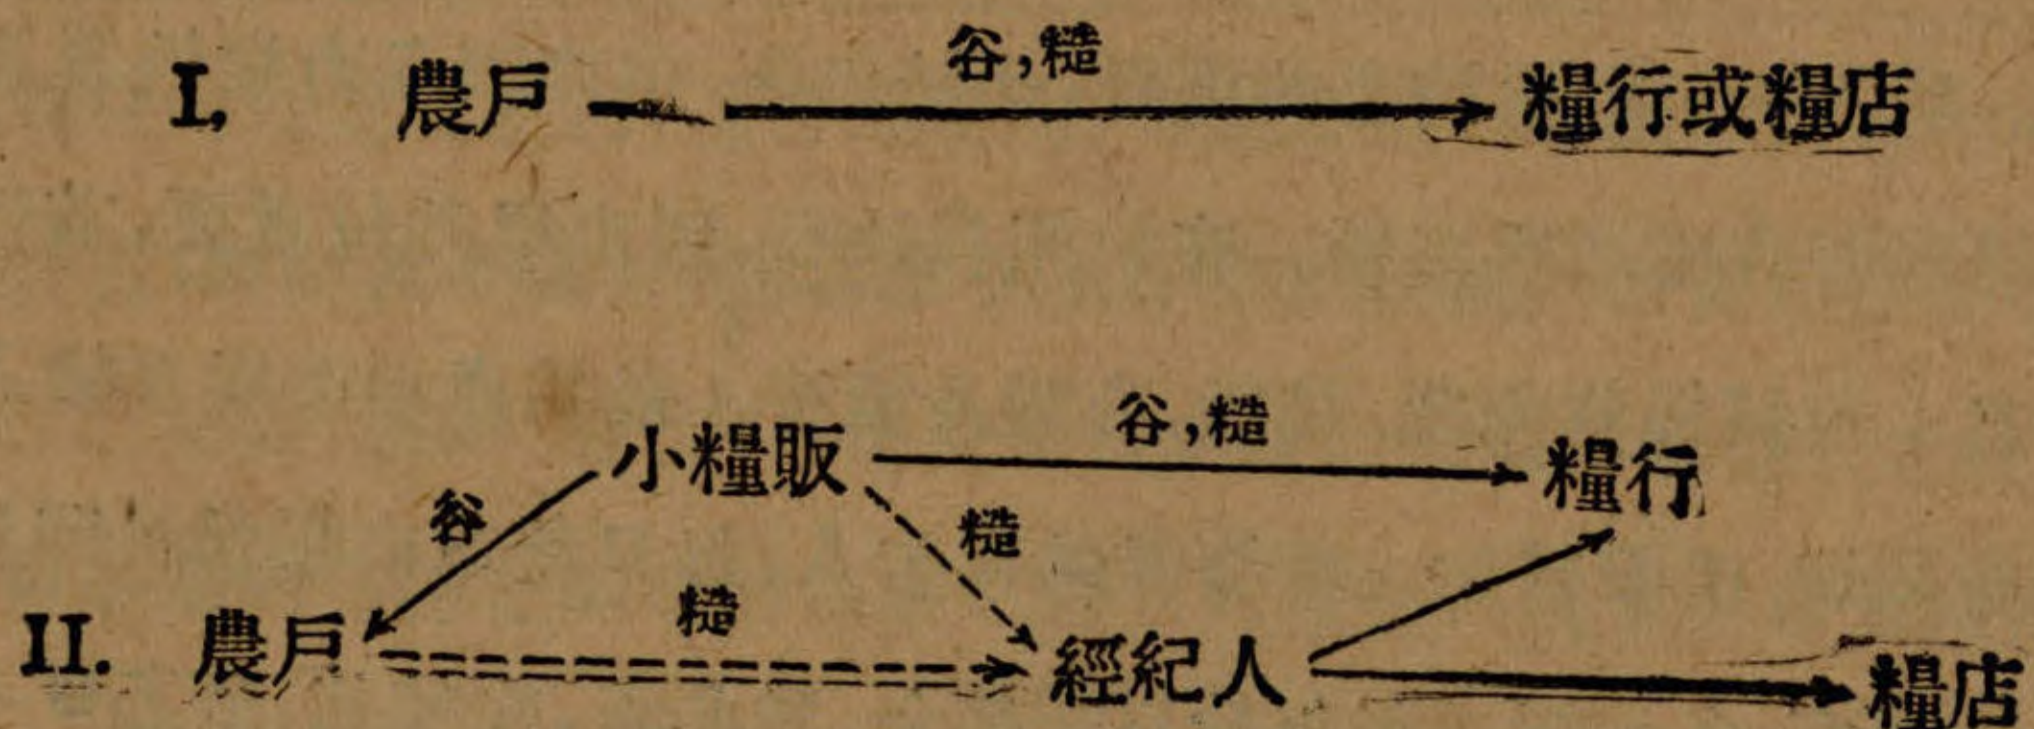 谷,糙
I, 農戶 糧行或糧店
谷,糙
小糧販 糧行
谷 糙
糙
II. 農戶 經紀人 糧店